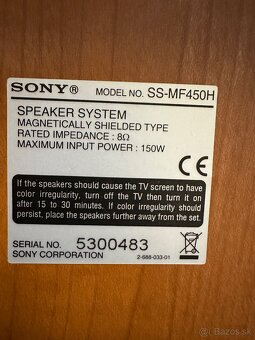 SONY® MODEL NO. SS-MF450H
SPEAKER SYSTEM
MAGNETICALLY SHIELDED TYPE
RATED IMPEDANCE : 8Ω
MAXIMUM INPUT POWER : 150W
CE
If the speakers should cause the TV screen to have
color irregularity, turn off the TV then turn it on
after 15 to 30 minutes. If color irregularity should
persist, place the speakers further away from the set.
SERIAL NO. 5300483
SONY CORPORATION 2-688-033-01
bazos.sk